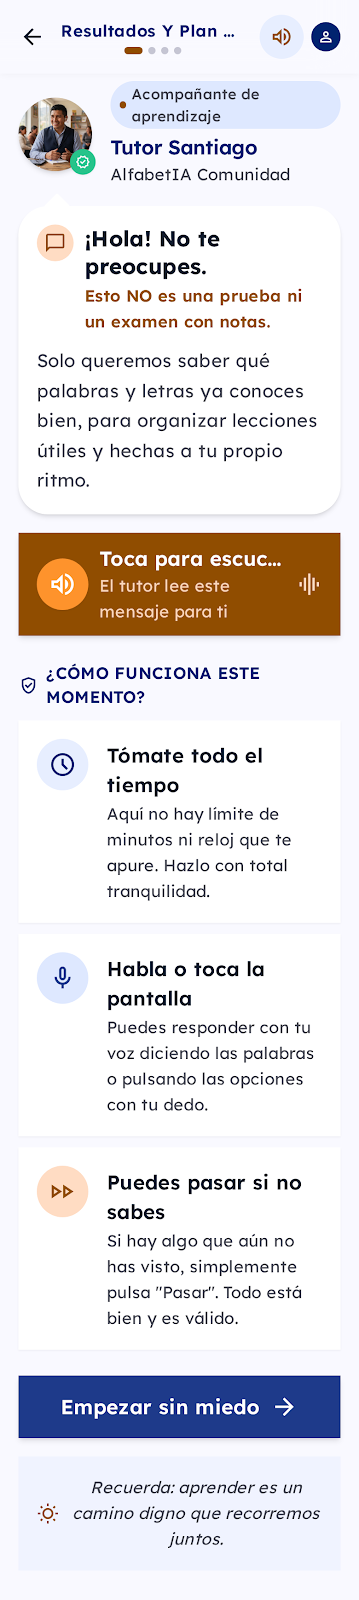 Resultados Y Plan ...
Acompañante de
aprendizaje
Tutor Santiago
AlfabetIA Comunidad
¡Hola! No te
preocupes.
Esto NO es una prueba ni
un examen con notas.
Solo queremos saber qué
palabras y letras ya conoces
bien, para organizar lecciones
útiles y hechas a tu propio
ritmo.
Toca para escuc...
El tutor lee este
mensaje para ti
¿CÓMO FUNCIONA ESTE
MOMENTO?
Tómate todo el
tiempo
Aquí no hay límite de
minutos ni reloj que te
apure. Hazlo con total
tranquilidad.
Habla o toca la
pantalla
Puedes responder con tu
voz diciendo las palabras
o pulsando las opciones
con tu dedo.
Puedes pasar si no
sabes
Si hay algo que aún no
has visto, simplemente
pulsa "Pasar". Todo está
bien y es válido.
Empezar sin miedo
Recuerda: aprender es un
camino digno que recorremos
juntos.